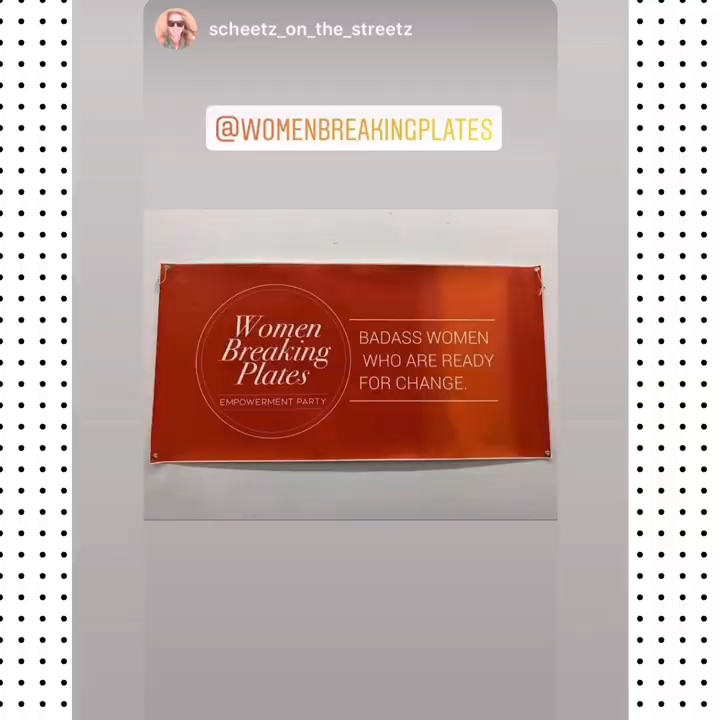 scheetz_on_the_streetz
@WOMENBREAKINGPLATES
Women
Breaking
Plates
EMPOWERMENT PARTY
BADASS WOMEN
WHO ARE READY
FOR CHANGE.